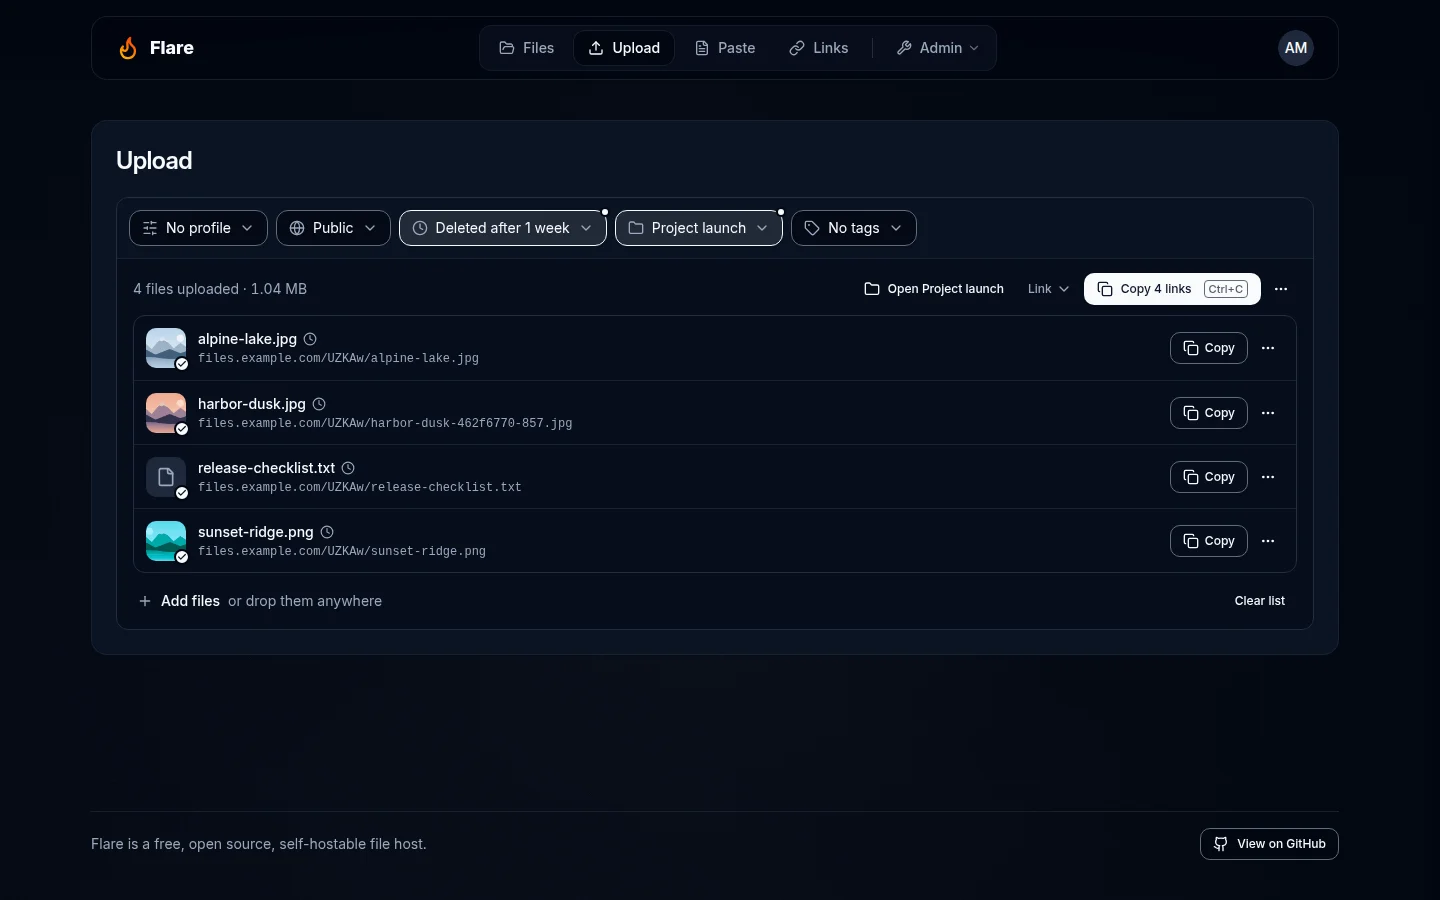 Flare
Files
Upload
Paste
Links
Admin
AM
Upload
No profile
Public
Deleted after 1 week
Project launch
No tags
4 files uploaded · 1.04 MB
Open Project launch
Link
Copy 4 links
Ctrl+C
alpine-lake.jpg
files.example.com/UZKAw/alpine-lake.jpg
Copy
harbor-dusk.jpg
files.example.com/UZKAw/harbor-dusk-462f6770-857.jpg
Copy
release-checklist.txt
files.example.com/UZKAw/release-checklist.txt
Copy
sunset-ridge.png
files.example.com/UZKAw/sunset-ridge.png
Copy
Add files or drop them anywhere
Clear list
Flare is a free, open source, self-hostable file host.
View on GitHub